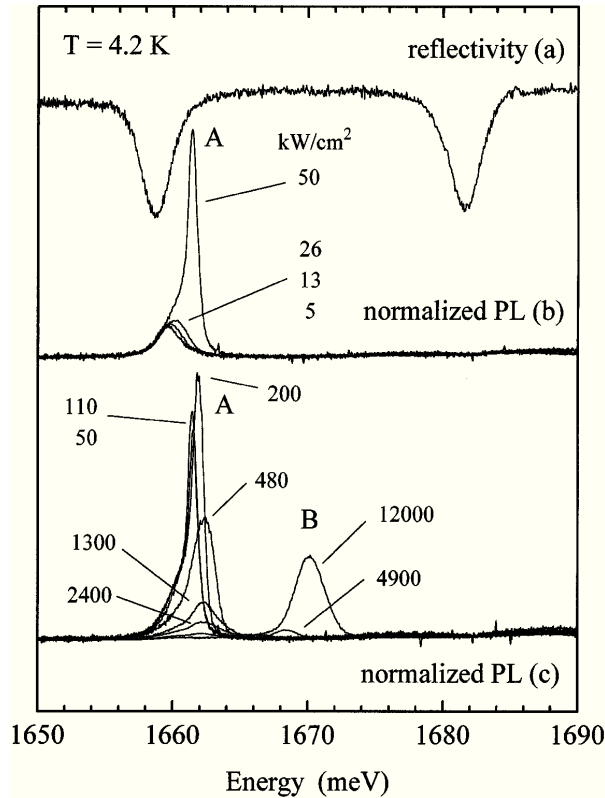 T = 4.2 K
reflectivity (a)
A
kW/cm²
50
26
13
5
normalized PL (b)
200
110
A
50
480
B
12000
1300
4900
2400
normalized PL (c)
1650 1660 1670 1680 1690
Energy (meV)